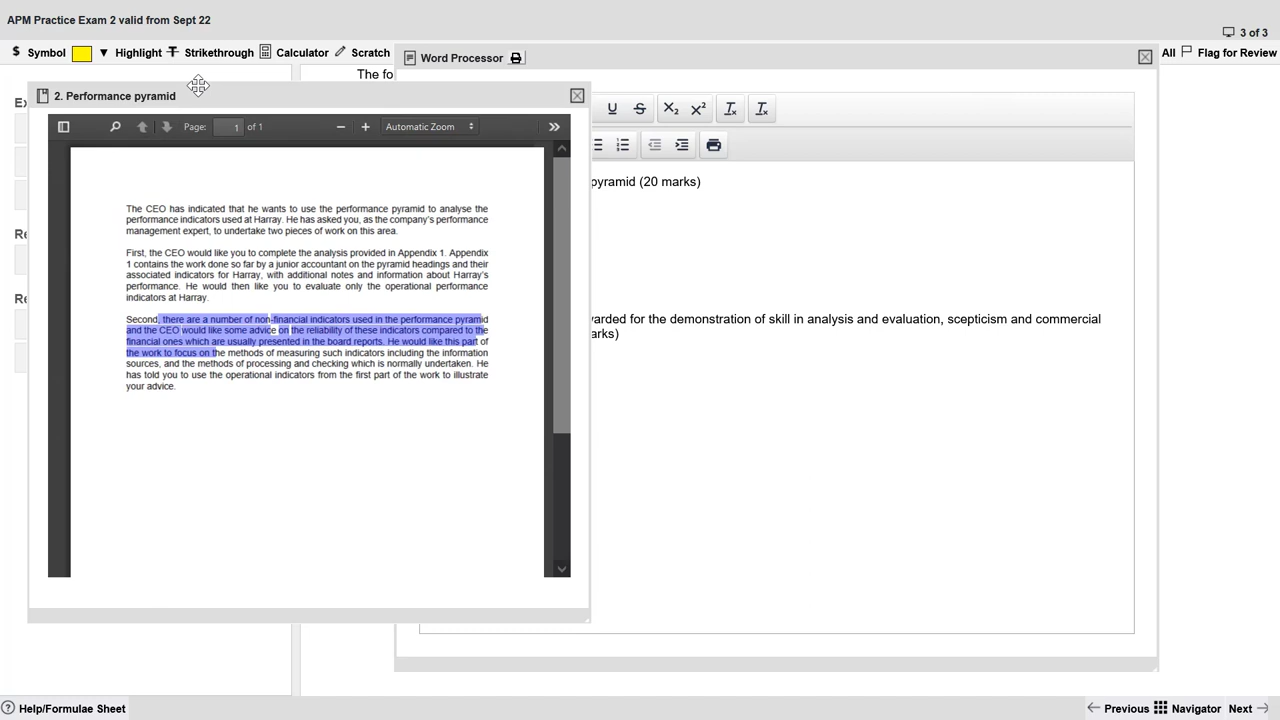 APM Practice Exam 2 valid from Sept 22
3 of 3
$ Symbol ▼ Highlight Strikethrough Calculator Scratch
All Flag for Review
The fo
Word Processor
Ex
2. Performance pyramid
U S X₂ X² Tx Tx
Page: 1 of 1 Automatic Zoom
pyramid (20 marks)
The CEO has indicated that he wants to use the performance pyramid to analyse the
performance indicators used at Harray. He has asked you, as the company's performance
management expert, to undertake two pieces of work on this area.
Re
First, the CEO would like you to complete the analysis provided in Appendix 1. Appendix
1 contains the work done so far by a junior accountant on the pyramid headings and their
associated indicators for Harray, with additional notes and information about Harray's
performance. He would then like you to evaluate only the operational performance
indicators at Harray.
Re
Second, there are a number of non-financial indicators used in the performance pyramid
and the CEO would like some advice on the reliability of these indicators compared to the
financial ones which are usually presented in the board reports. He would like this part of
the work to focus on the methods of measuring such indicators including the information
sources, and the methods of processing and checking which is normally undertaken. He
has told you to use the operational indicators from the first part of the work to illustrate
your advice.
warded for the demonstration of skill in analysis and evaluation, scepticism and commercial
arks)
Help/Formulae Sheet
Previous Navigator Next